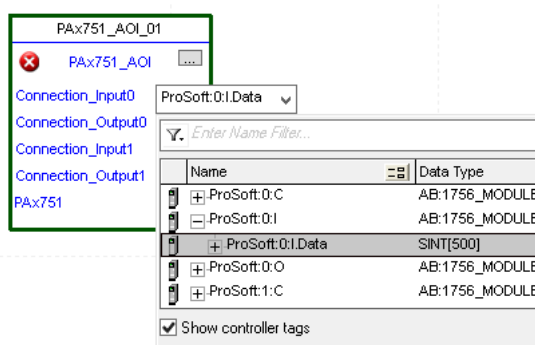 PAx751_AOI_01
PAx751_AOI ...
Connection_Input0 ProSoft:0:I.Data
Connection_Output0
Enter Name Filter...
Connection_Input1
Connection_Output1
Name Data Type
PAx751
ProSoft:0:C AB:1756_MODULE
ProSoft:0:I AB:1756_MODULE
ProSoft:0:I.Data SINT[500]
ProSoft:0:O AB:1756_MODULE
ProSoft:1:C AB:1756_MODULE
Show controller tags